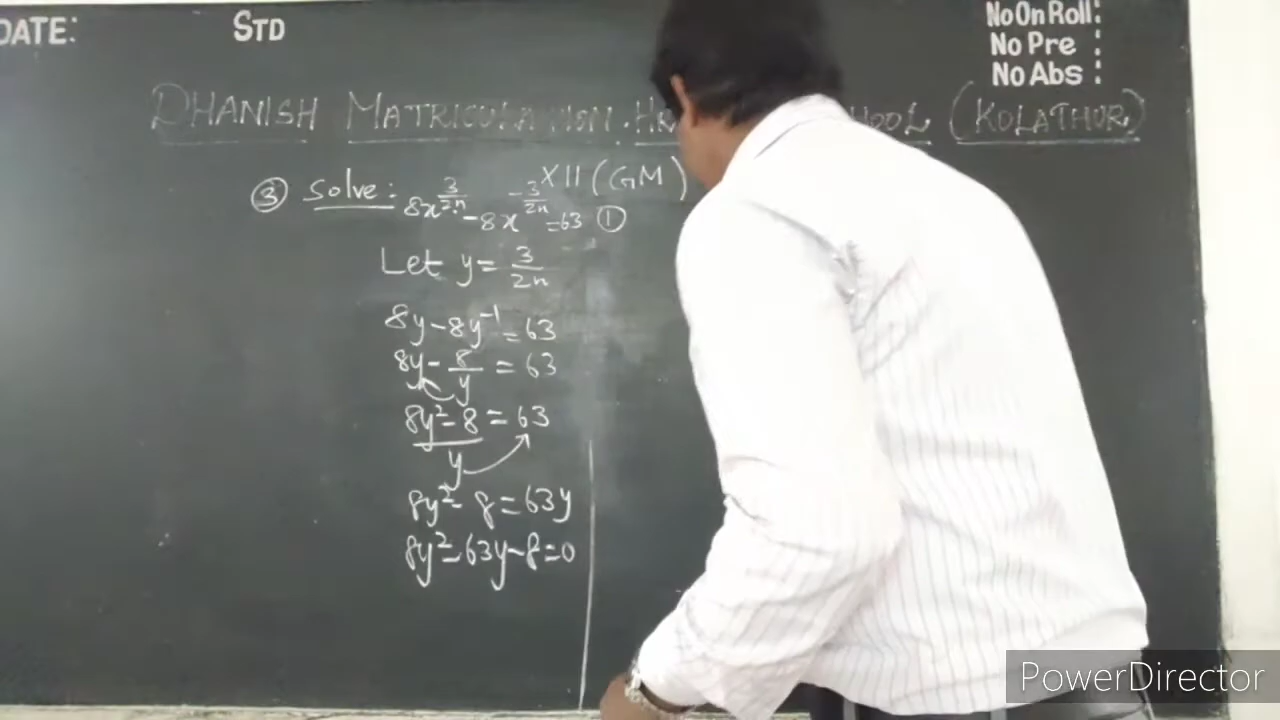 DATE:
STD
No On Roll:
No Pre :
No Abs :
DHANISH MATRICULATION. (KOLATHUR)
XII (GM)
③ Solve: 8x^{3/2n} - 8x^{-3/2n} = 63 ①
Let y = 3/2n
8y - 8y^{-1} = 63
8y - 8/y = 63
8y² - 8 / y = 63
8y² - 8 = 63y
8y² - 63y - 8 = 0
PowerDirector